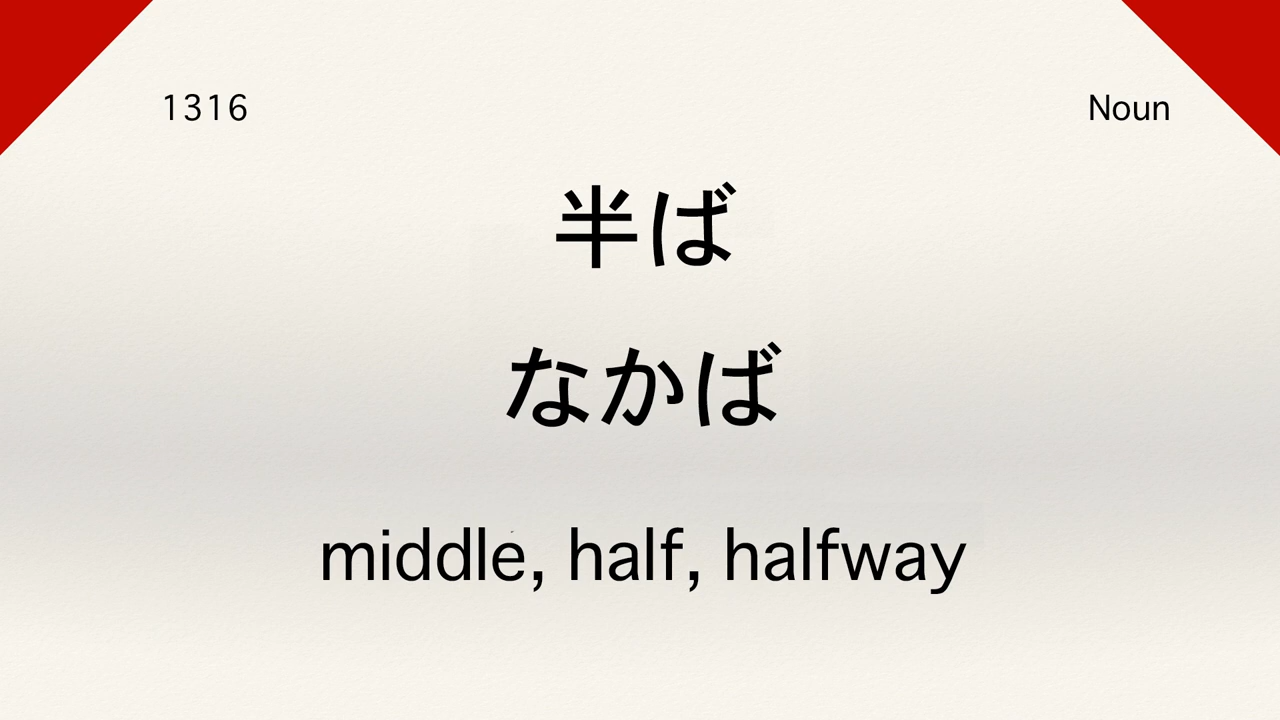 1316
Noun
半ば
なかば
middle, half, halfway